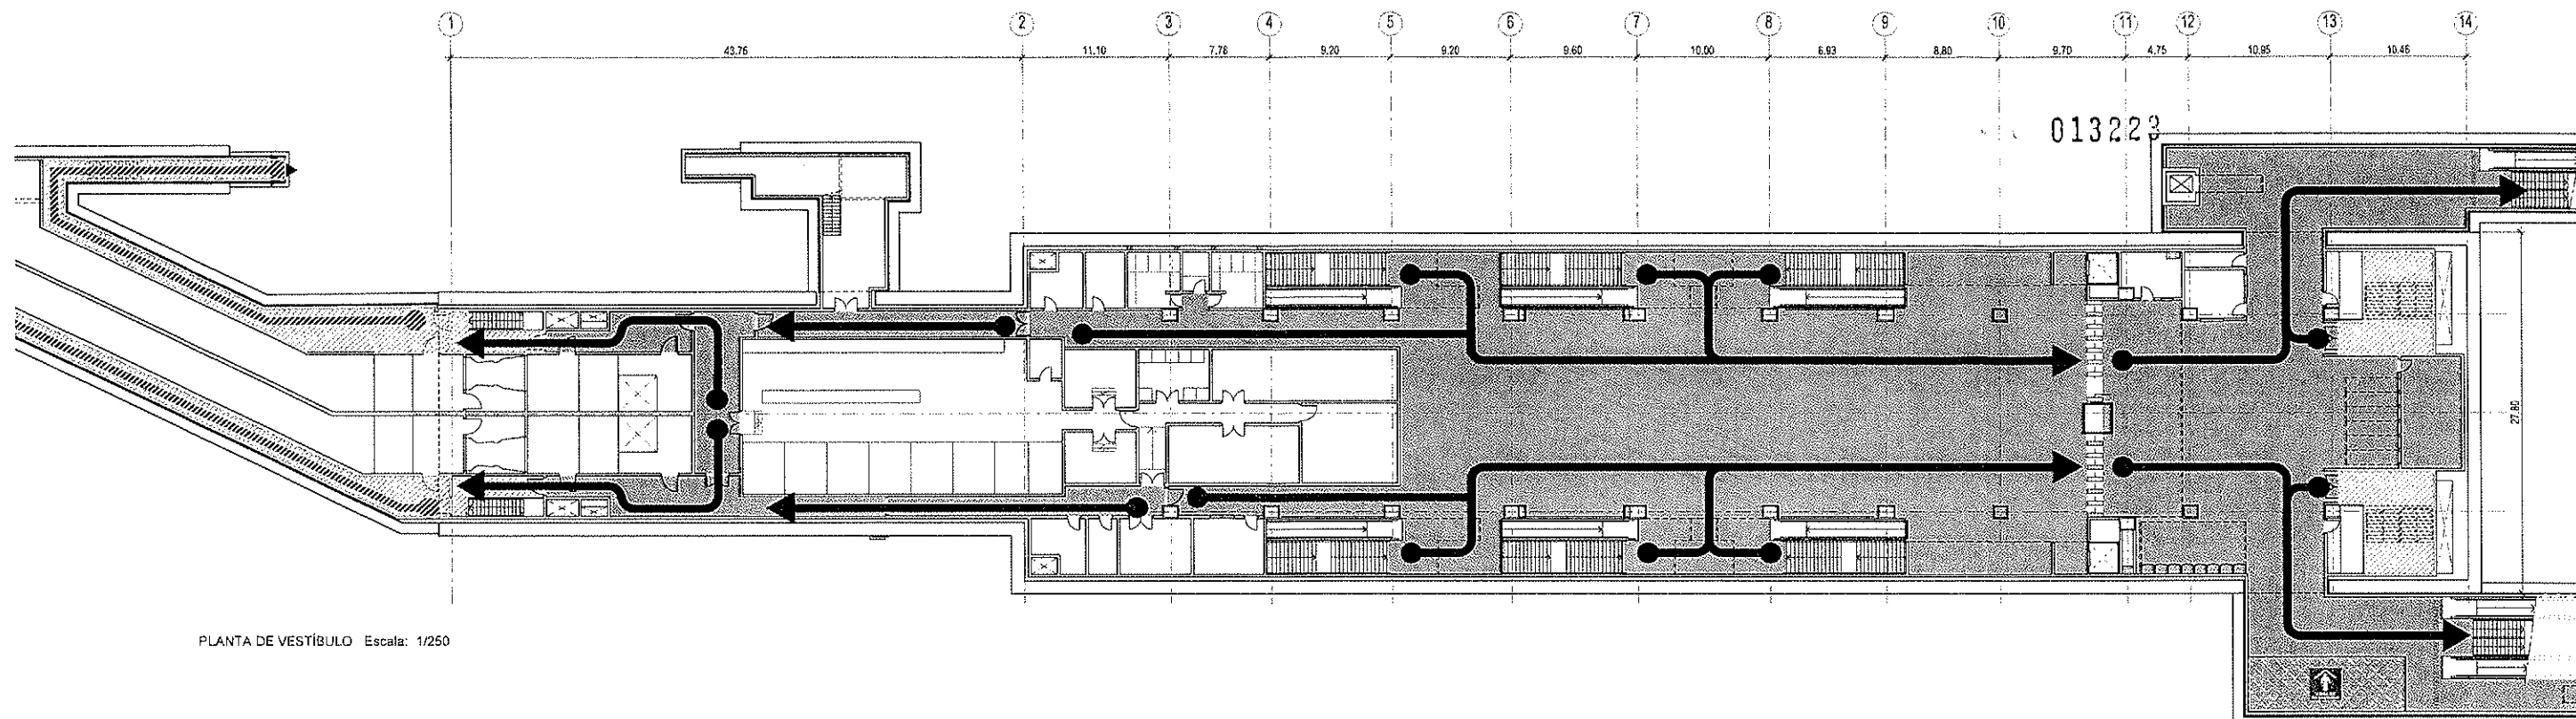 1 2 3 4 5 6 7 8 9 10 11 12 13 14
43.76 11.10 7.78 9.20 9.20 9.60 10.00 6.93 8.80 9.70 4.75 10.95 10.46
013223
27.80
PLANTA DE VESTÍBULO Escala: 1/250